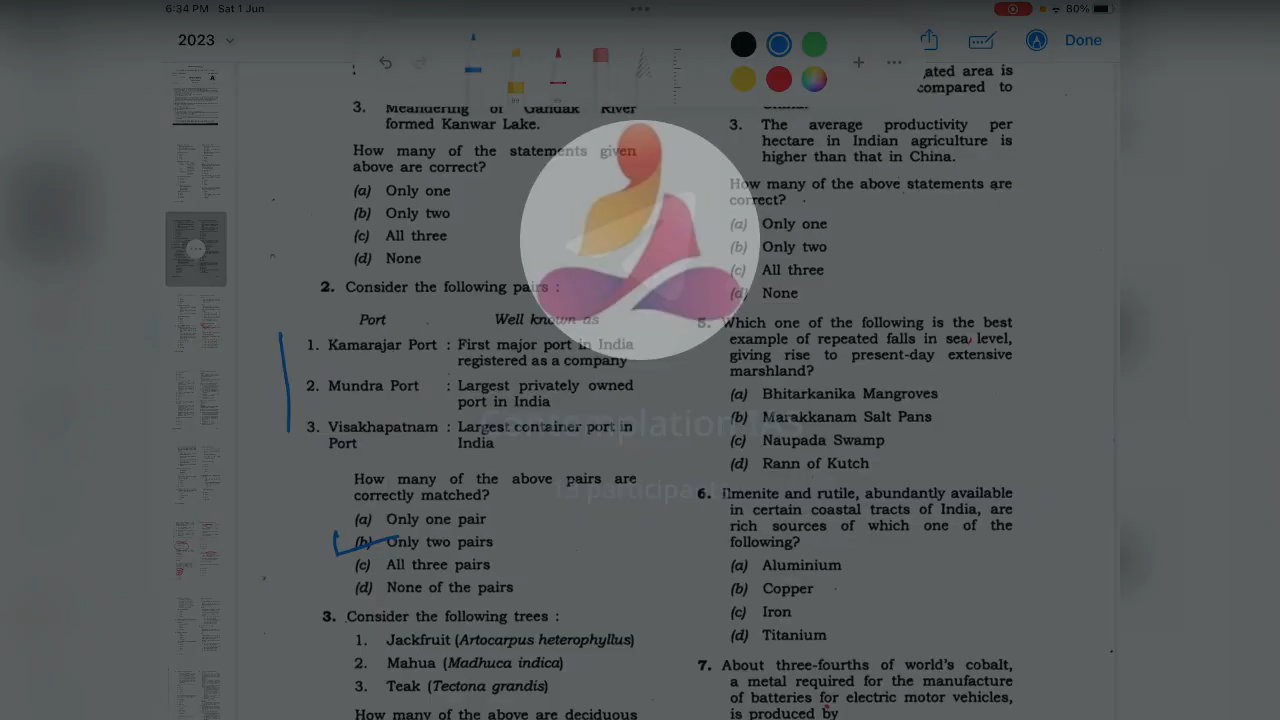 6:34 PM Sat 1 Jun
80%
2023
Done
3. Meandering of Gandak River
formed Kanwar Lake.
How many of the statements given
above are correct?
(a) Only one
(b) Only two
(c) All three
(d) None
2. Consider the following pairs :
Port Well known as
1. Kamarajar Port : First major port in India
registered as a company
2. Mundra Port : Largest privately owned
port in India
3. Visakhapatnam : Largest container port in
Port India
How many of the above pairs are
correctly matched?
(a) Only one pair
(b) Only two pairs
(c) All three pairs
(d) None of the pairs
3. Consider the following trees :
1. Jackfruit (Artocarpus heterophyllus)
2. Mahua (Madhuca indica)
3. Teak (Tectona grandis)
How many of the above are deciduous
ated area is
compared to
China.
3. The average productivity per
hectare in Indian agriculture is
higher than that in China.
How many of the above statements are
correct?
(a) Only one
(b) Only two
(c) All three
(d) None
5. Which one of the following is the best
example of repeated falls in sea level,
giving rise to present-day extensive
marshland?
(a) Bhitarkanika Mangroves
(b) Marakkanam Salt Pans
(c) Naupada Swamp
(d) Rann of Kutch
6. Ilmenite and rutile, abundantly available
in certain coastal tracts of India, are
rich sources of which one of the
following?
(a) Aluminium
(b) Copper
(c) Iron
(d) Titanium
7. About three-fourths of world's cobalt,
a metal required for the manufacture
of batteries for electric motor vehicles,
is produced by
Contemplation IAS
13 participants